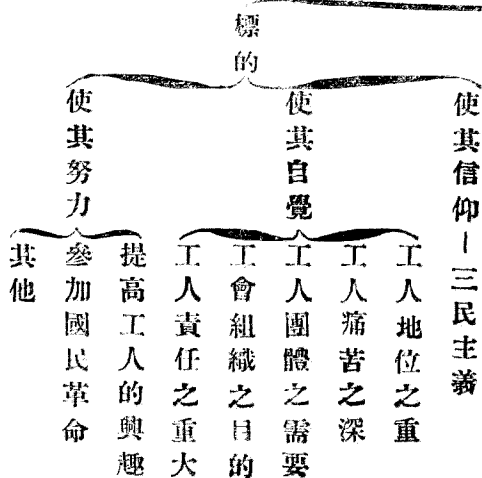 標的
使其信仰－三民主義
使其自覺
工人地位之重
工人痛苦之深
工人團體之需要
工會組織之目的
工人責任之重大
使其努力
提高工人的興趣
參加國民革命
其他